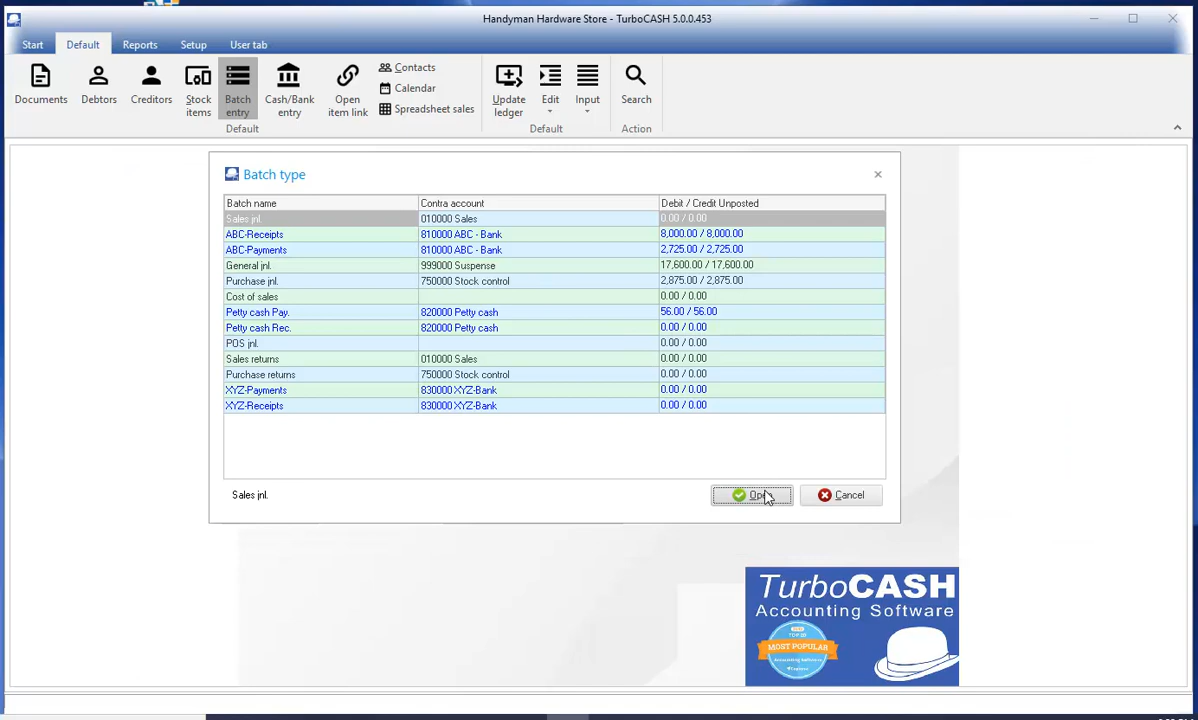 Handyman Hardware Store - TurboCASH 5.0.0.453
Start Default Reports Setup User tab
Documents Debtors Creditors Stock items Batch entry Cash/Bank entry Open item link
Contacts
Calendar
Spreadsheet sales
Update ledger Edit Input Search
Default Default Action
Batch type
Batch name Contra account Debit / Credit Unposted
Sales jnl. 010000 Sales 0.00 / 0.00
ABC-Receipts 810000 ABC - Bank 8,000.00 / 8,000.00
ABC-Payments 810000 ABC - Bank 2,725.00 / 2,725.00
General jnl. 999000 Suspense 17,600.00 / 17,600.00
Purchase jnl. 750000 Stock control 2,875.00 / 2,875.00
Cost of sales 0.00 / 0.00
Petty cash Pay. 820000 Petty cash 56.00 / 56.00
Petty cash Rec. 820000 Petty cash 0.00 / 0.00
POS jnl. 0.00 / 0.00
Sales returns 010000 Sales 0.00 / 0.00
Purchase returns 750000 Stock control 0.00 / 0.00
XYZ-Payments 830000 XYZ-Bank 0.00 / 0.00
XYZ-Receipts 830000 XYZ-Bank 0.00 / 0.00
Sales jnl. Open Cancel
TurboCASH
Accounting Software
TOP 20
MOST POPULAR
Accounting Software